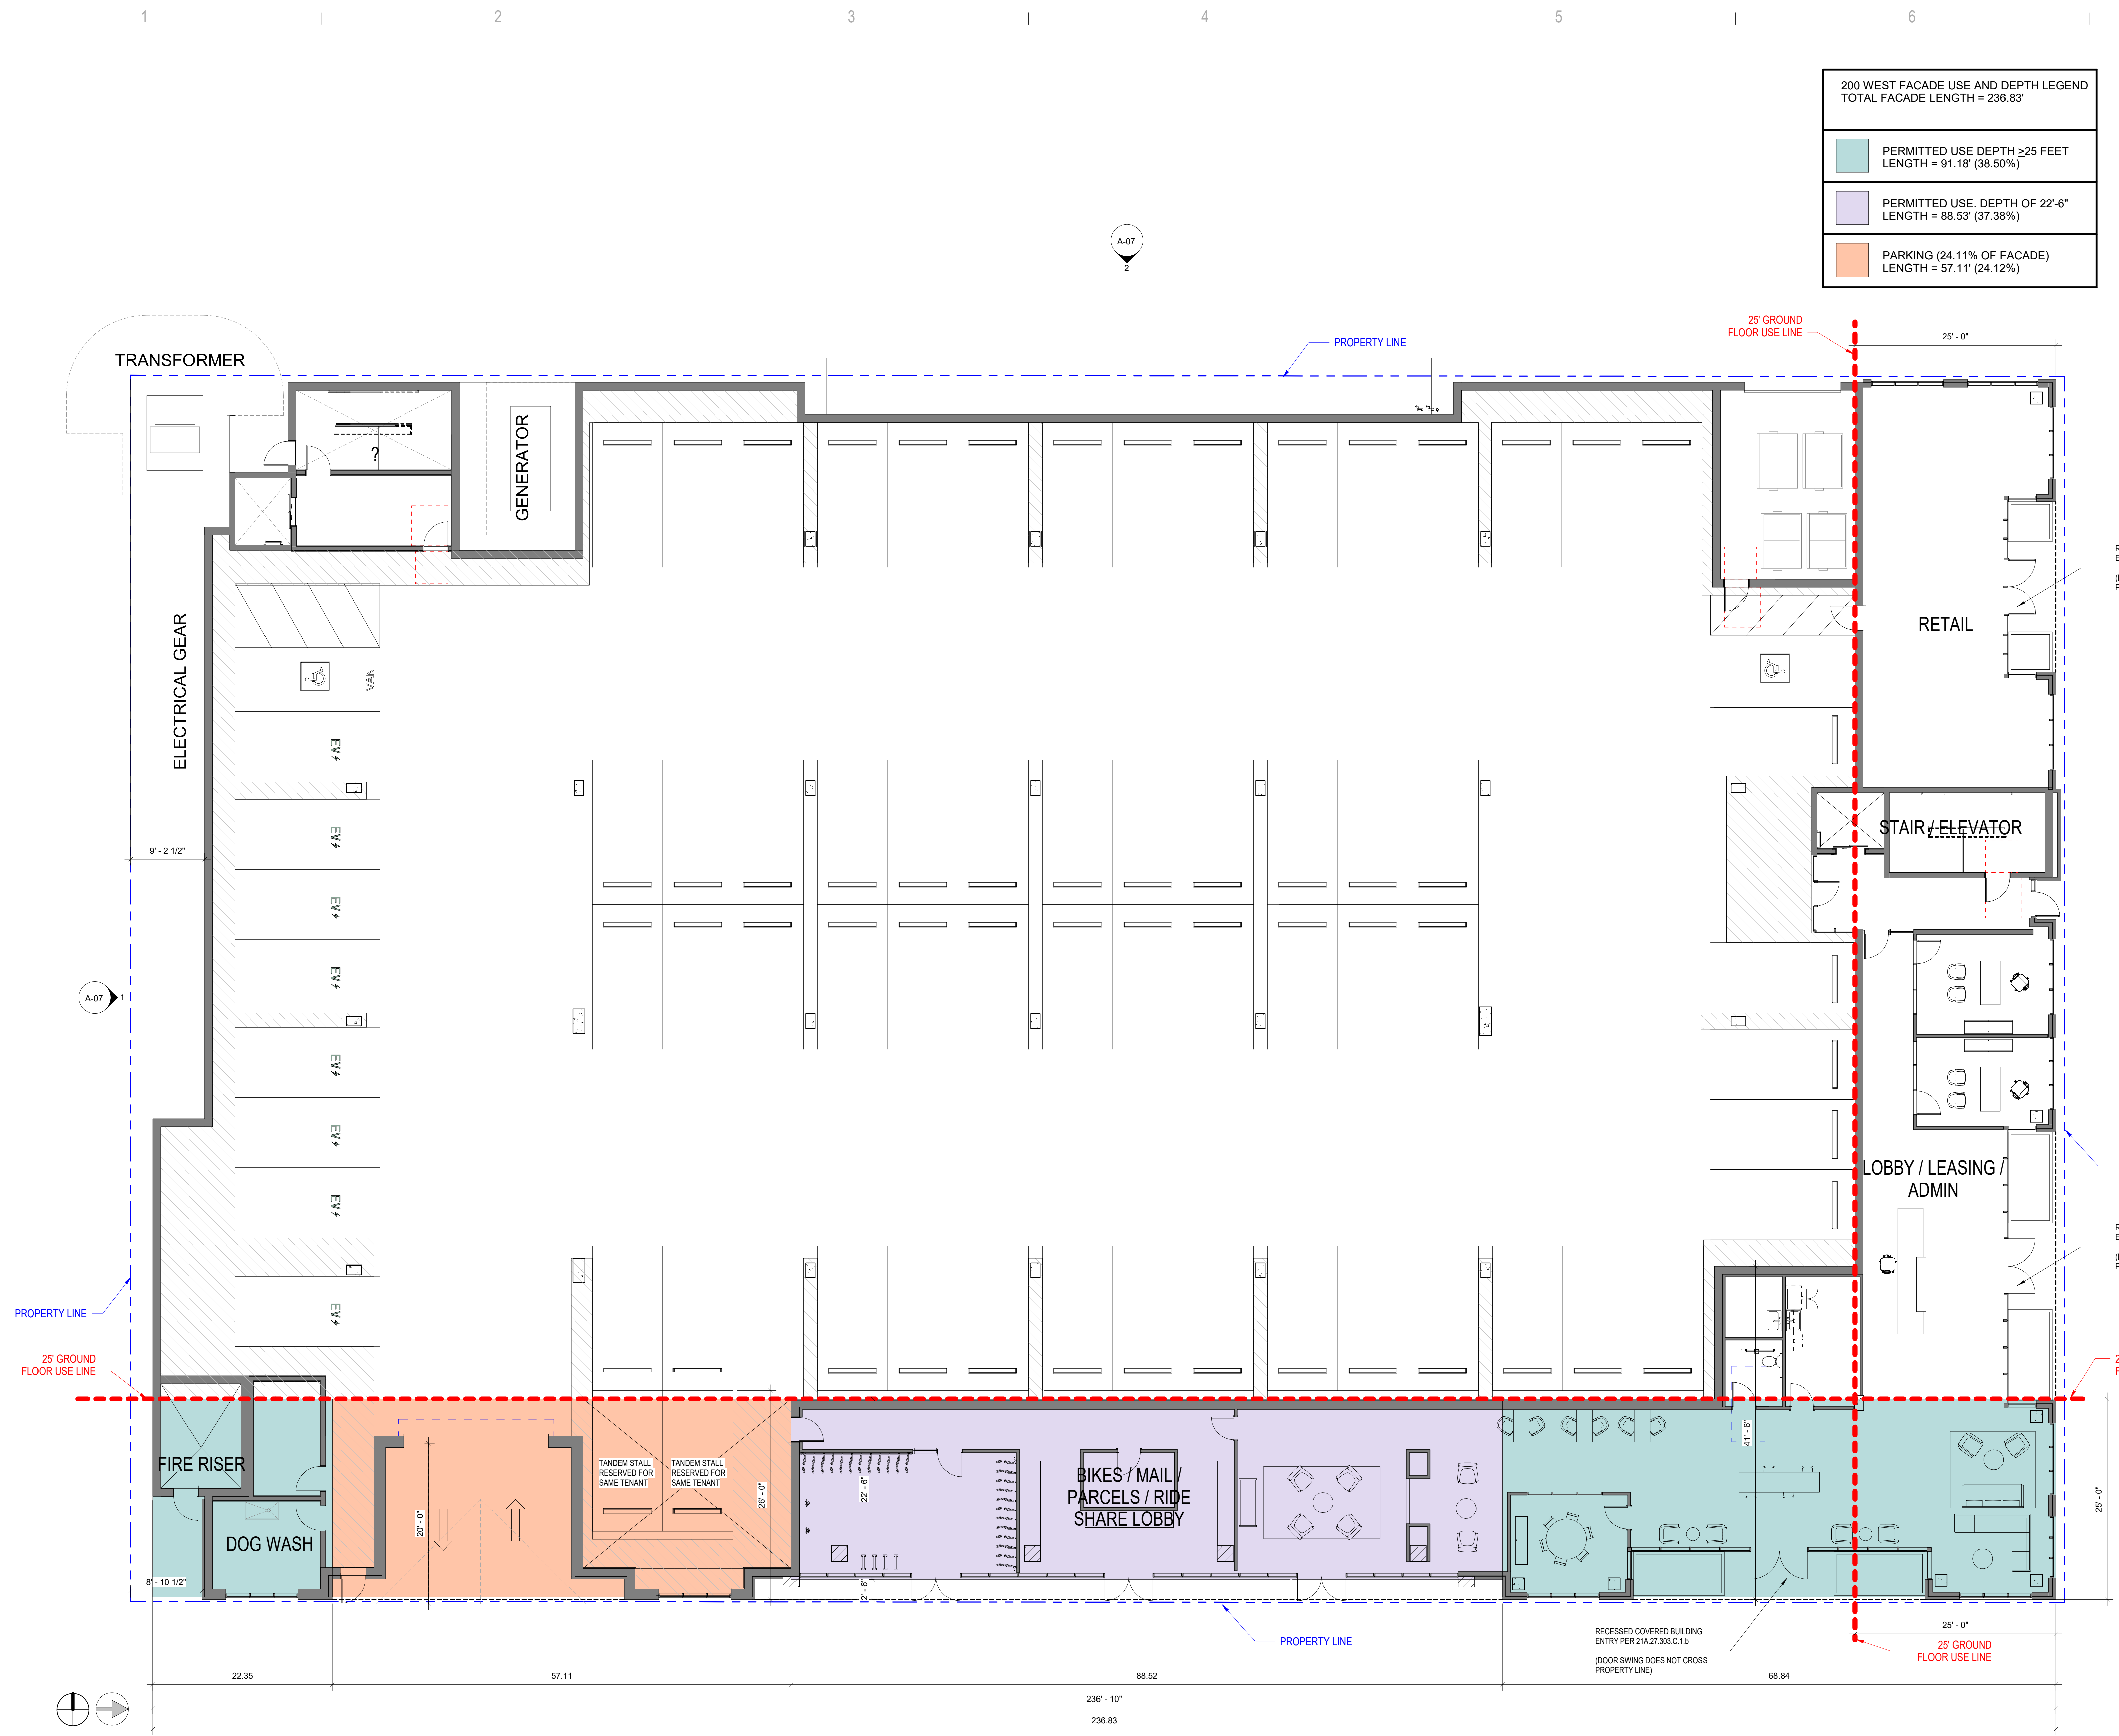 1 2 3 4 5 6
200 WEST FACADE USE AND DEPTH LEGEND
TOTAL FACADE LENGTH = 236.83'
PERMITTED USE DEPTH >25 FEET
LENGTH = 91.18' (38.50%)
PERMITTED USE. DEPTH OF 22'-6"
LENGTH = 88.53' (37.38%)
PARKING (24.11% OF FACADE)
LENGTH = 57.11' (24.12%)
A-07
2
25' GROUND
FLOOR USE LINE
25' - 0"
PROPERTY LINE
TRANSFORMER
GENERATOR
?
ELECTRICAL GEAR
RETAIL
VAN
EV
EV
9' - 2 1/2"
STAIR / ELEVATOR
EV
EV
A-07
1
EV
EV
LOBBY / LEASING /
ADMIN
EV
EV
PROPERTY LINE
25' GROUND
FLOOR USE LINE
FIRE RISER
DOG WASH
8' - 10 1/2"
20' - 0"
TANDEM STALL
RESERVED FOR
SAME TENANT
TANDEM STALL
RESERVED FOR
SAME TENANT
26' - 0"
22' - 6"
2' - 6"
BIKES / MAIL /
PARCELS / RIDE
SHARE LOBBY
41' - 6"
25' - 0"
PROPERTY LINE
RECESSED COVERED BUILDING
ENTRY PER 21A.27.303.C.1.b
(DOOR SWING DOES NOT CROSS
PROPERTY LINE)
25' - 0"
25' GROUND
FLOOR USE LINE
22.35
57.11
88.52
68.84
236' - 10"
236.83